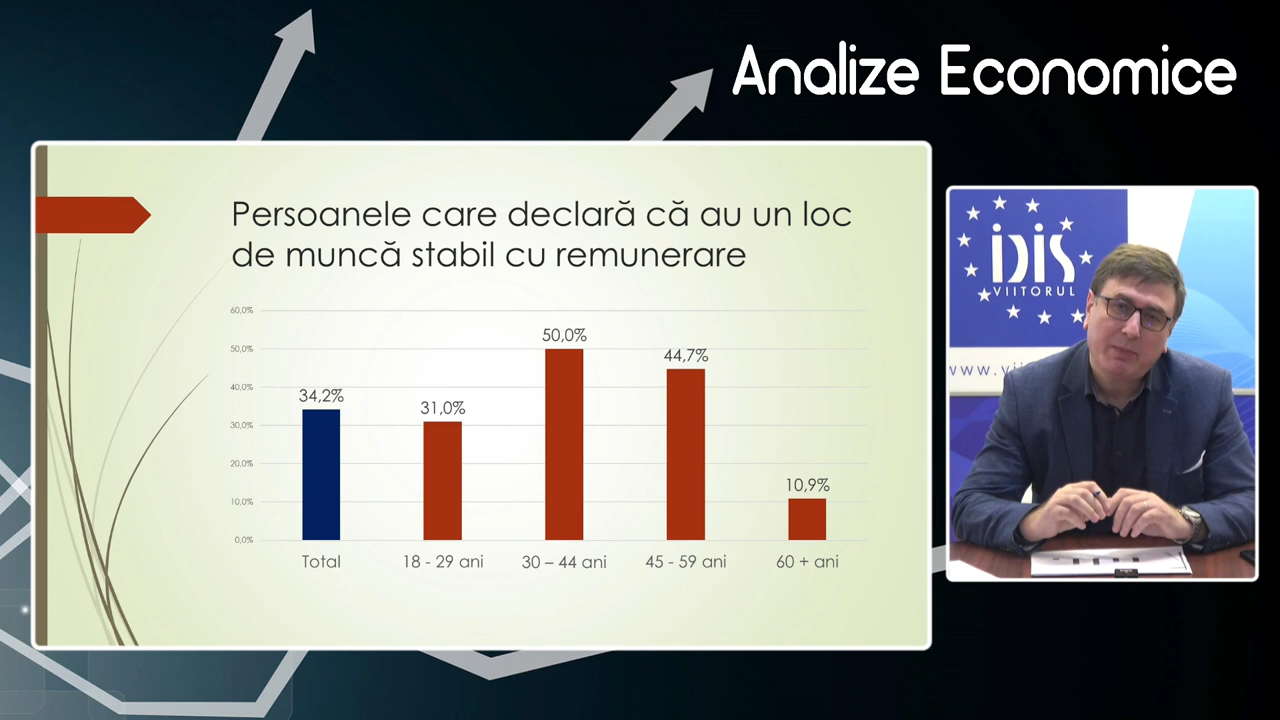 Analize Economice
Persoanele care declară că au un loc
de muncă stabil cu remunerare
60,0%
50,0%
40,0%
30,0%
20,0%
10,0%
0,0%
34,2%
31,0%
50,0%
44,7%
10,9%
Total
18 - 29 ani
30 – 44 ani
45 - 59 ani
60 + ani
IDIS
VIITORUL